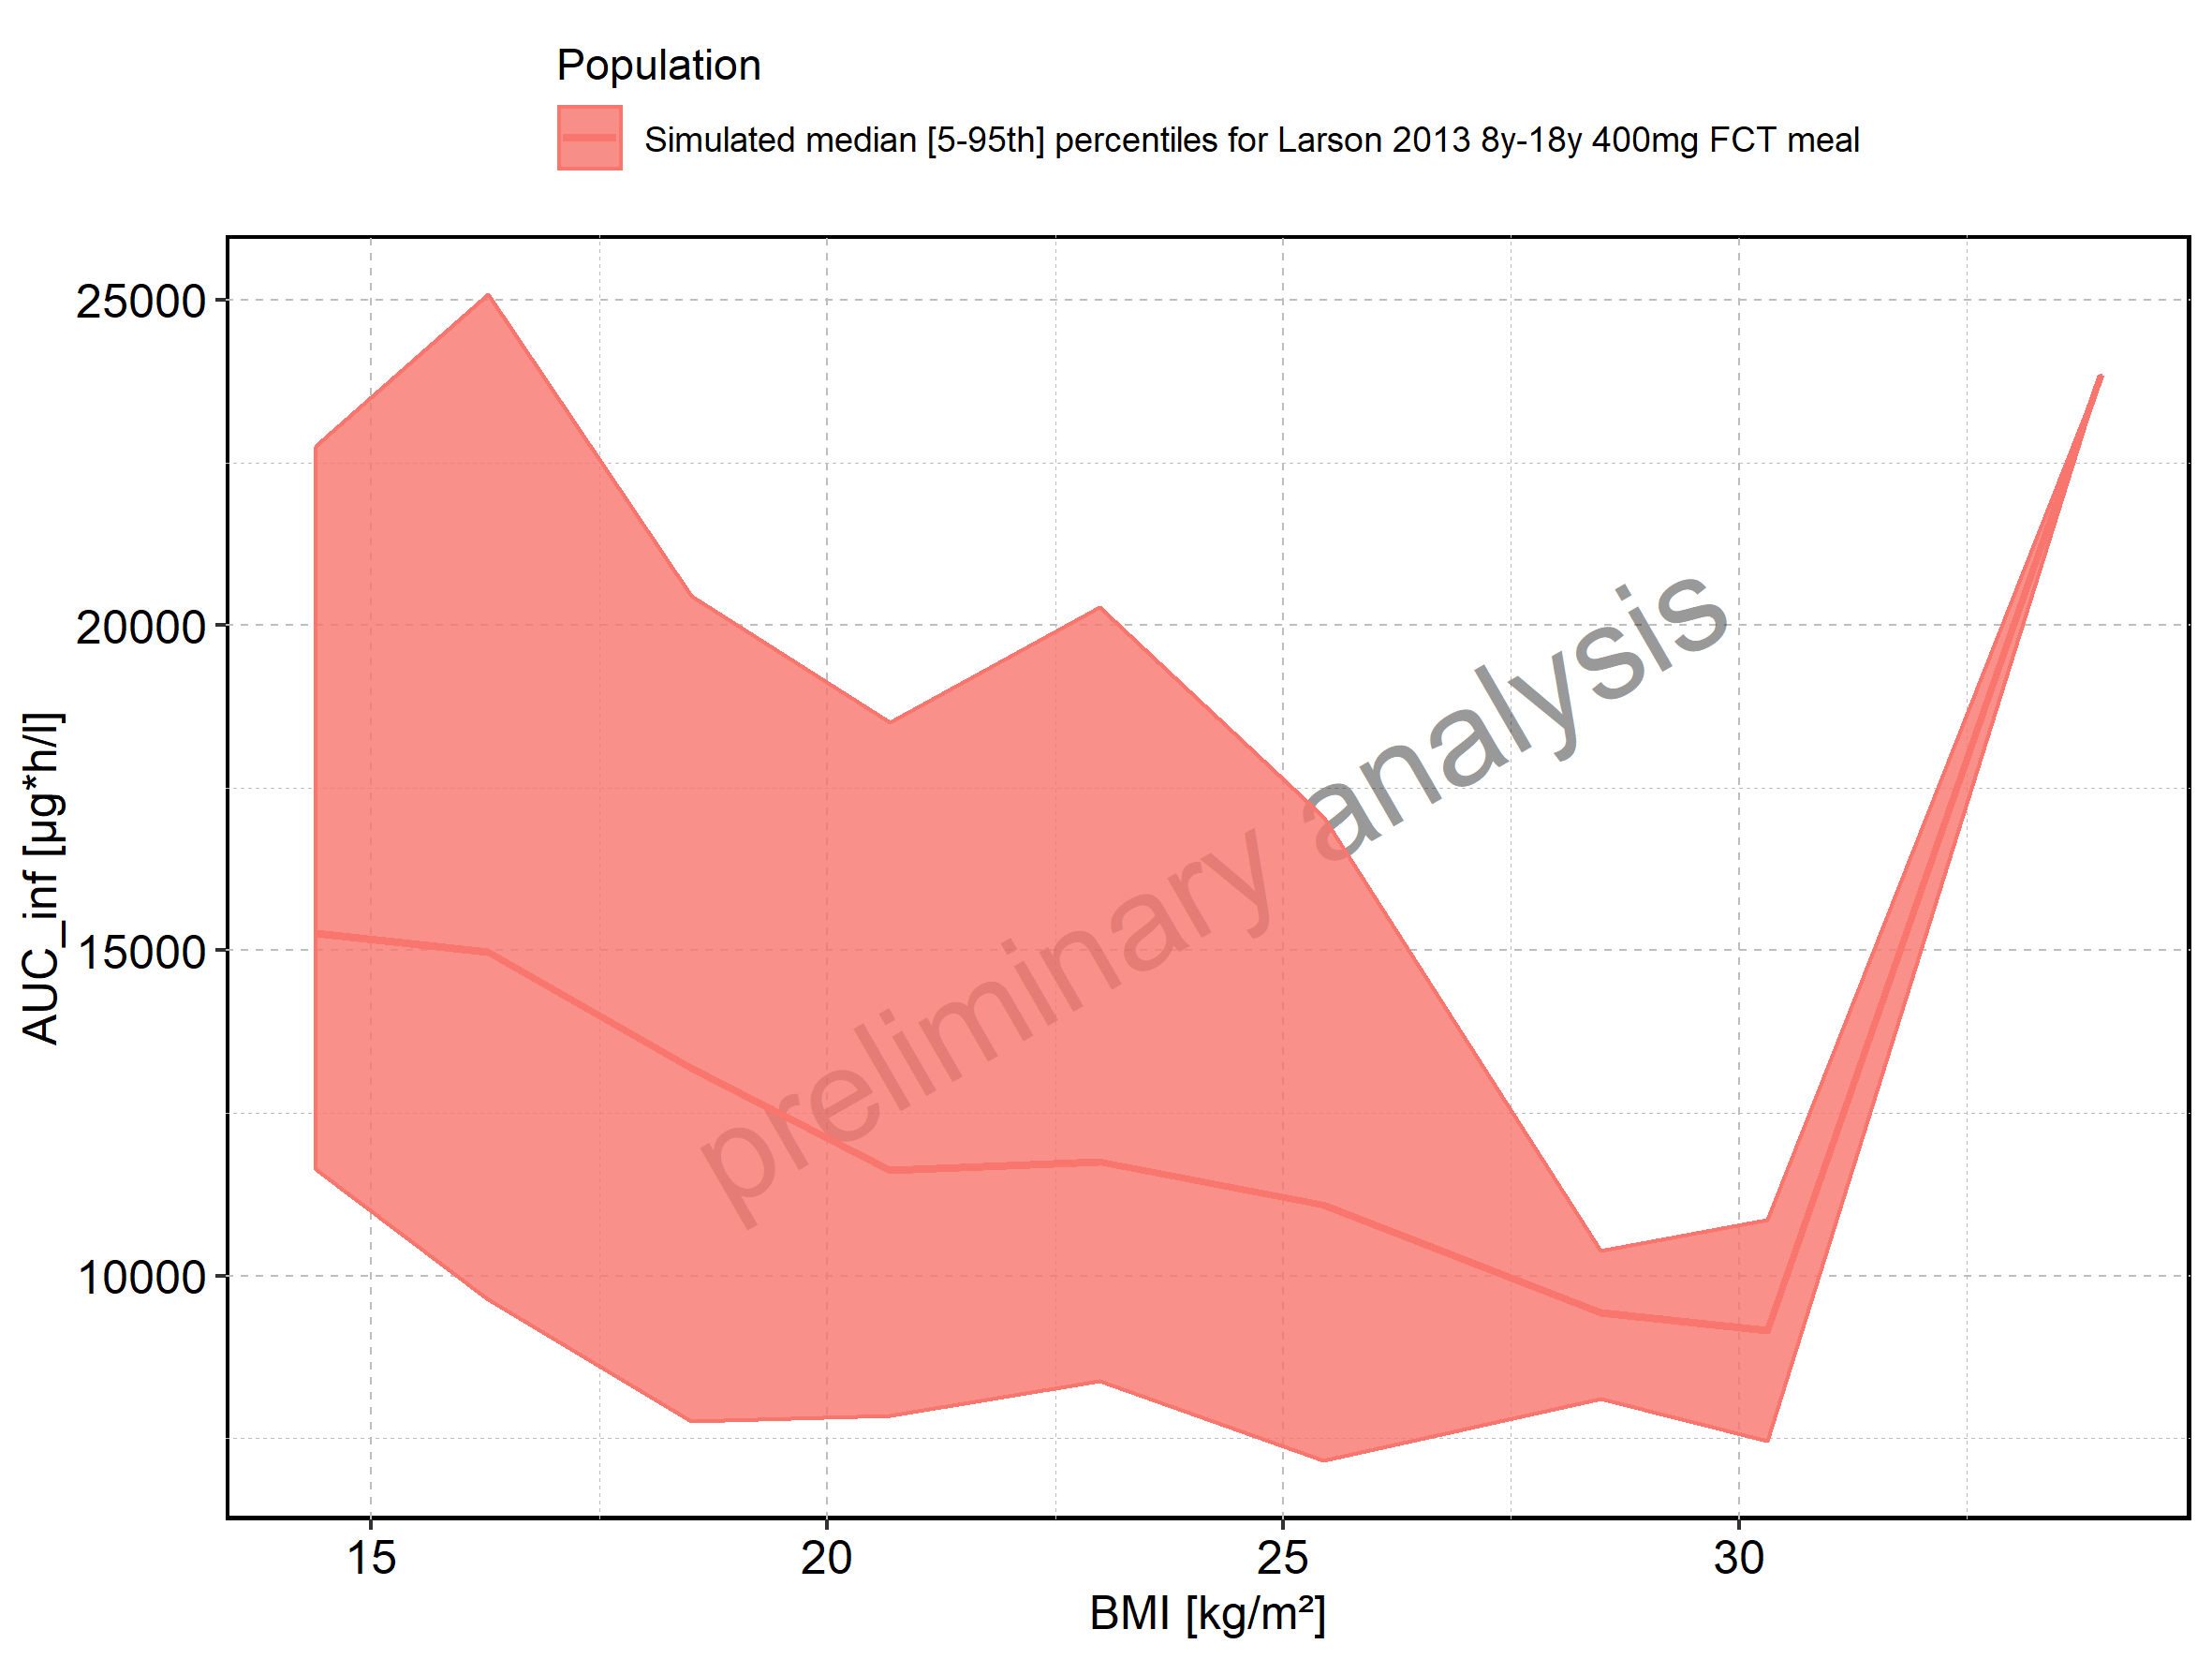 Population
Simulated median [5-95th] percentiles for Larson 2013 8y-18y 400mg FCT meal
25000
20000
15000
10000
AUC_inf [µg*h/l]
preliminary analysis
15 20 25 30
BMI [kg/m²]